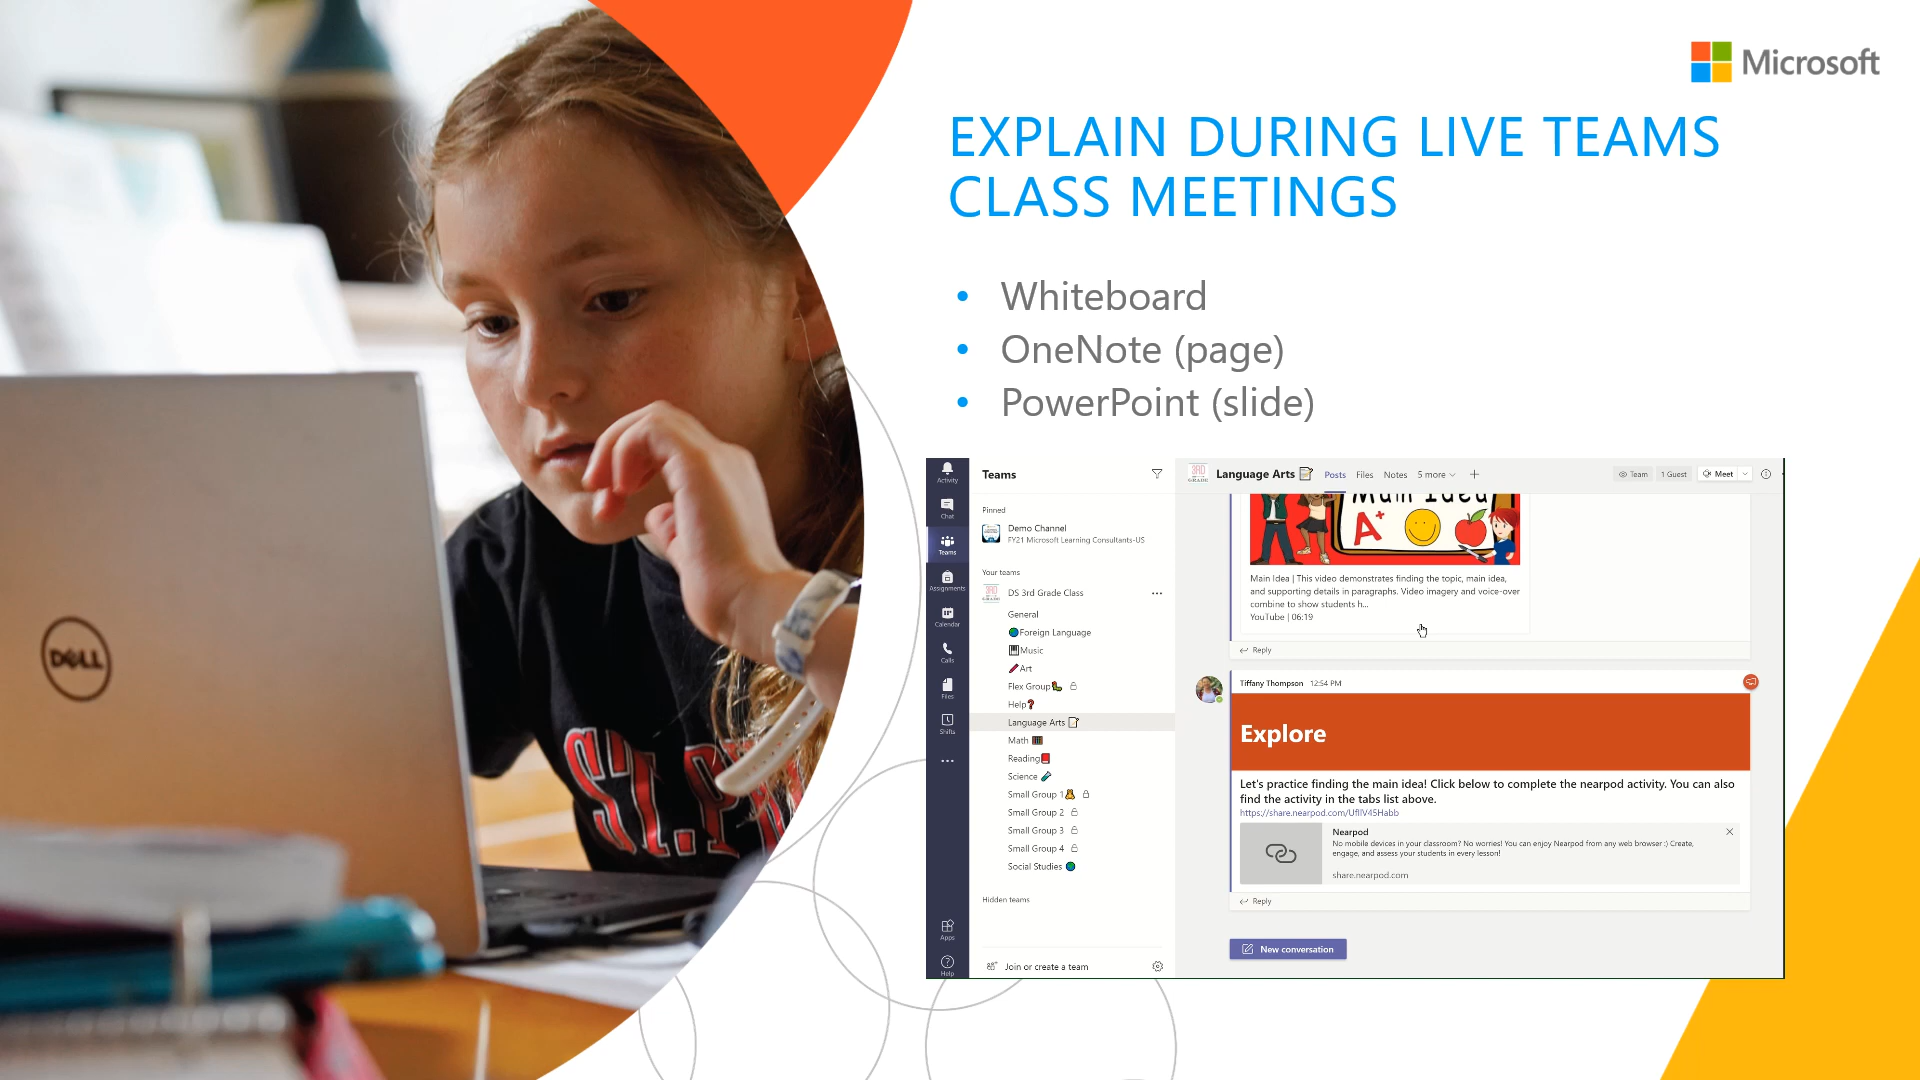 Microsoft
EXPLAIN DURING LIVE TEAMS
CLASS MEETINGS
• Whiteboard
• OneNote (page)
• PowerPoint (slide)
DELL
ST.
Activity
Chat
Teams
Assignments
Calendar
Calls
Files
Shifts
Apps
Help
Teams
Pinned
Demo Channel
FY21 Microsoft Learning Consultants-US
Your teams
DS 3rd Grade Class
General
Foreign Language
Music
Art
Flex Group
Help
Language Arts
Math
Reading
Science
Small Group 1
Small Group 2
Small Group 3
Small Group 4
Social Studies
Hidden teams
Join or create a team
3RD
GRADE
Language Arts Posts Files Notes 5 more
Team 1 Guest Meet
Main Idea
A+
Main Idea | This video demonstrates finding the topic, main idea,
and supporting details in paragraphs. Video imagery and voice-over
combine to show students h...
YouTube | 06:19
Reply
Tiffany Thompson 12:54 PM
Explore
Let's practice finding the main idea! Click below to complete the nearpod activity. You can also
find the activity in the tabs list above.
Nearpod
No mobile devices in your classroom? No worries! You can enjoy Nearpod from any web browser :) Create,
engage, and assess your students in every lesson!
share.nearpod.com
Reply
New conversation